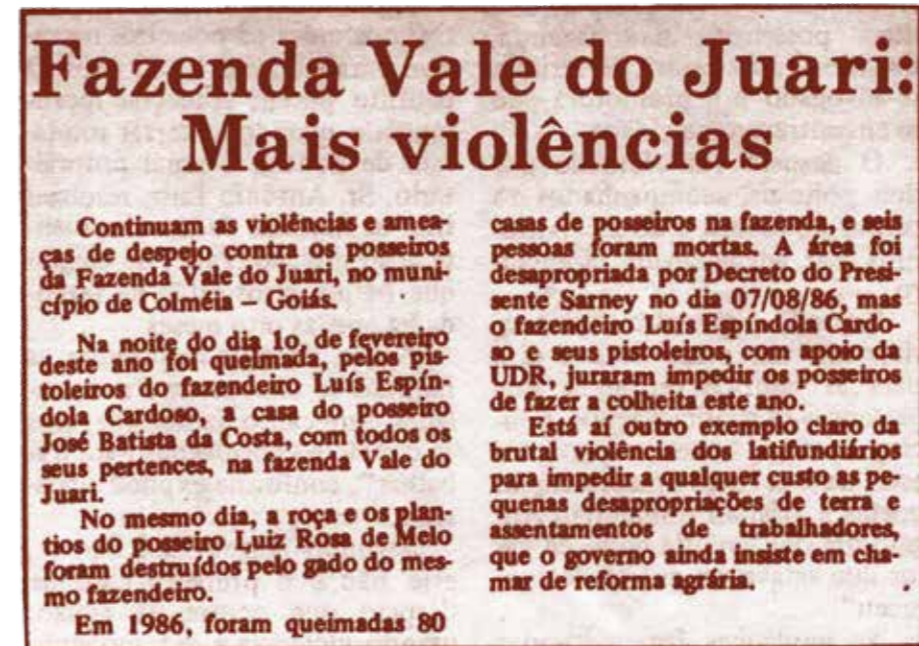 Fazenda Vale do Juari:
Mais violências
Continuam as violências e amea-
ças de despejo contra os posseiros
da Fazenda Vale do Juari, no muni-
cípio de Colméia – Goiás.
Na noite do dia 1o. de fevereiro
deste ano foi queimada, pelos pis-
toleiros do fazendeiro Luís Espín-
dola Cardoso, a casa do posseiro
José Batista da Costa, com todos os
seus pertences, na fazenda Vale do
Juari.
No mesmo dia, a roça e os plan-
tios do posseiro Luiz Rosa de Melo
foram destruídos pelo gado do mes-
mo fazendeiro.
Em 1986, foram queimadas 80
casas de posseiros na fazenda, e seis
pessoas foram mortas. A área foi
desapropriada por Decreto do Presi-
sente Sarney no dia 07/08/86, mas
o fazendeiro Luís Espíndola Cardo-
so e seus pistoleiros, com apoio da
UDR, juraram impedir os posseiros
de fazer a colheita este ano.
Está aí outro exemplo claro da
brutal violência dos latifundiários
para impedir a qualquer custo as pe-
quenas desapropriações de terra e
assentamentos de trabalhadores,
que o governo ainda insiste em cha-
mar de reforma agrária.